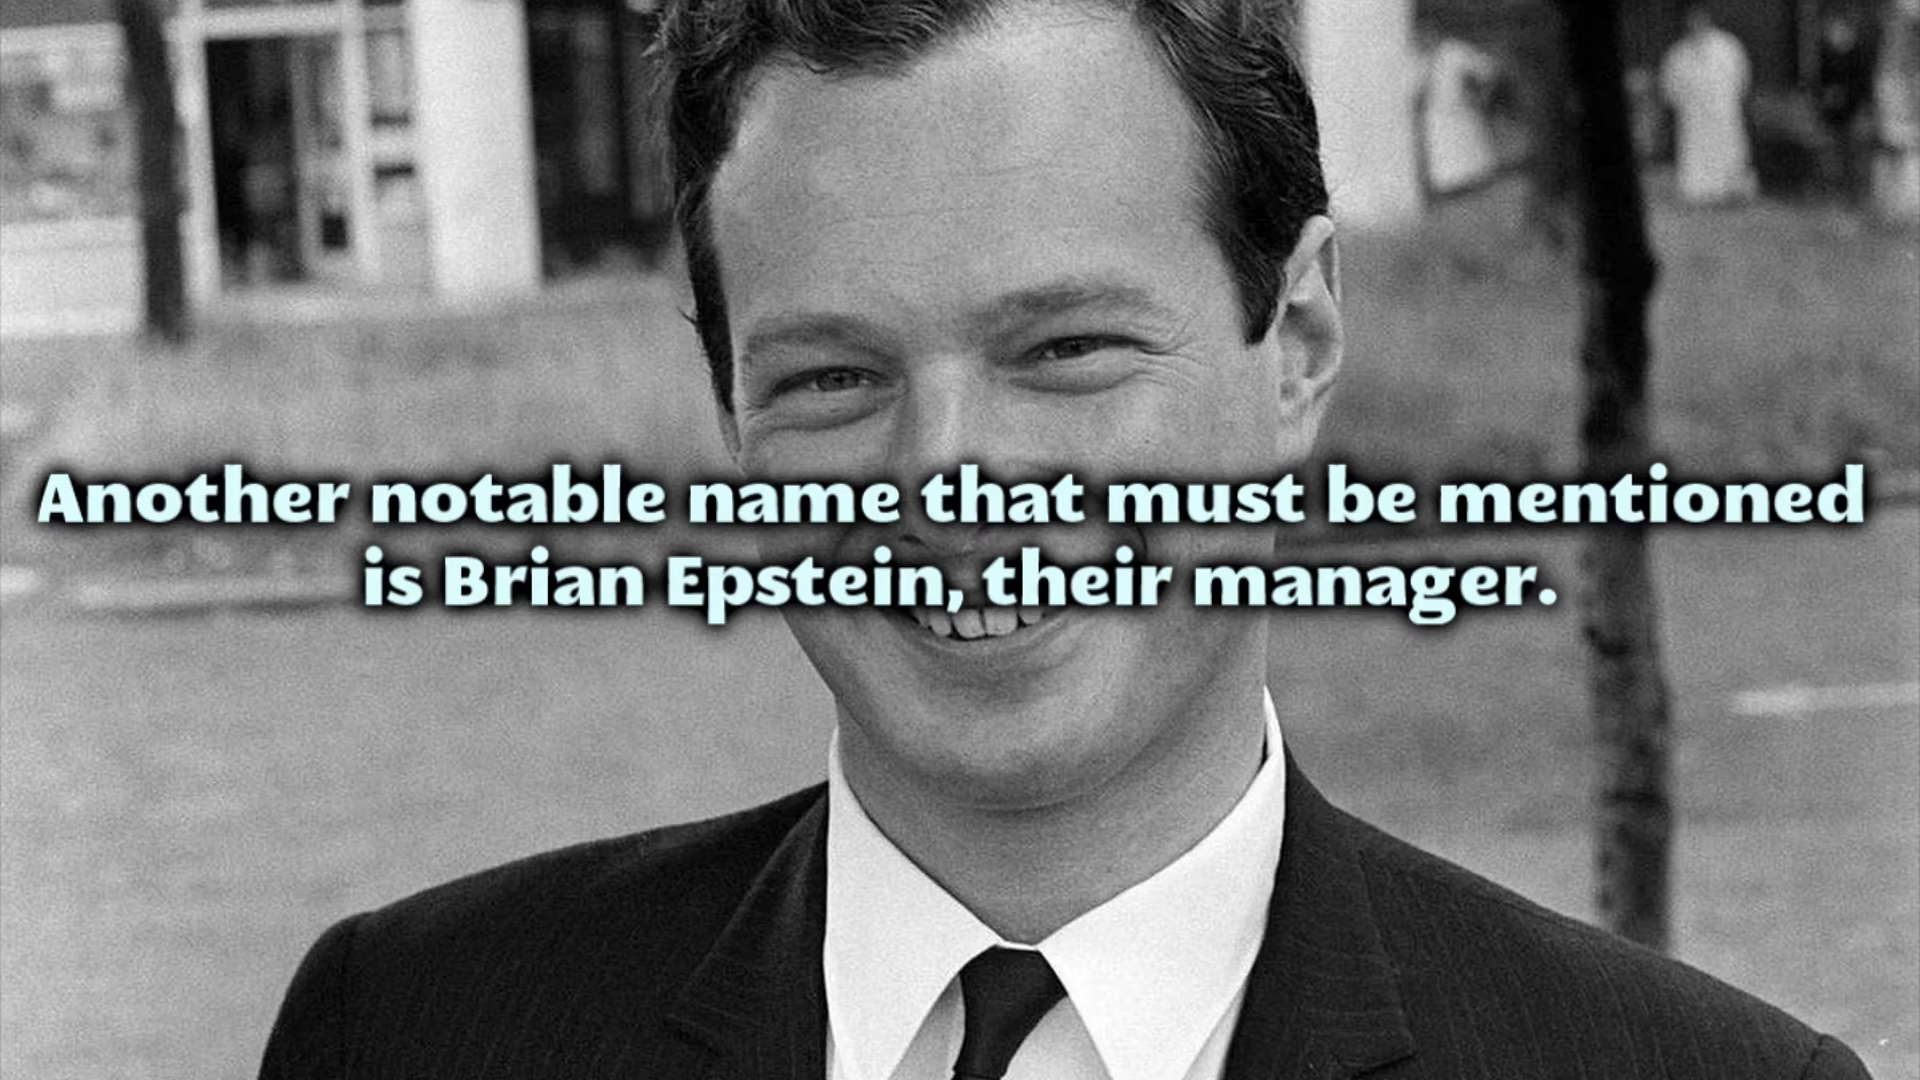 Another notable name that must be mentioned
is Brian Epstein, their manager.